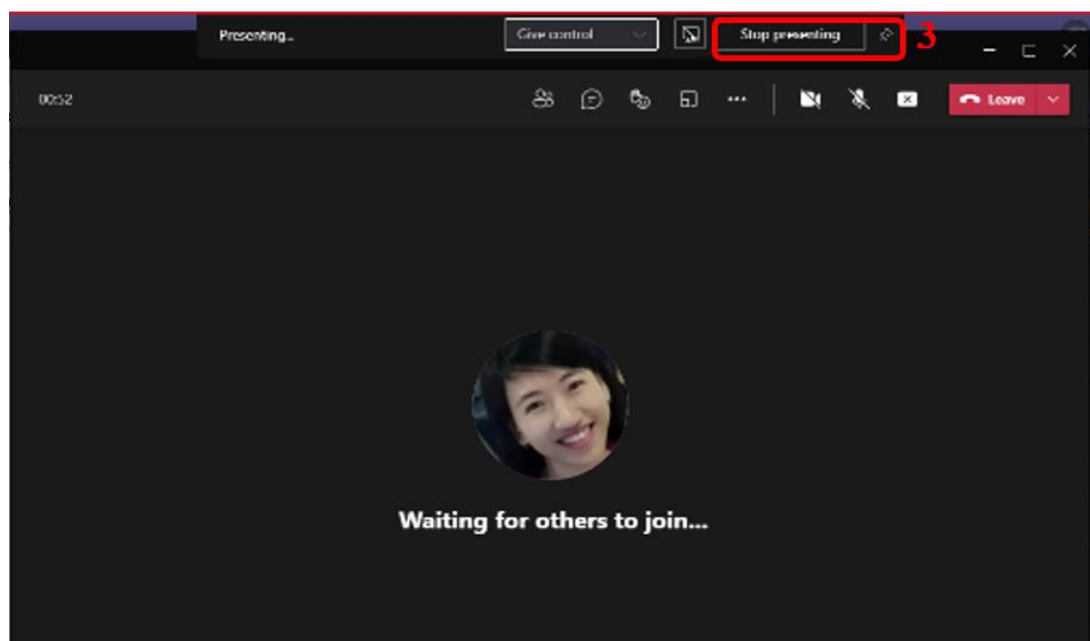 Presenting...
Give control
Stop presenting
3
00:52
Leave
Waiting for others to join...